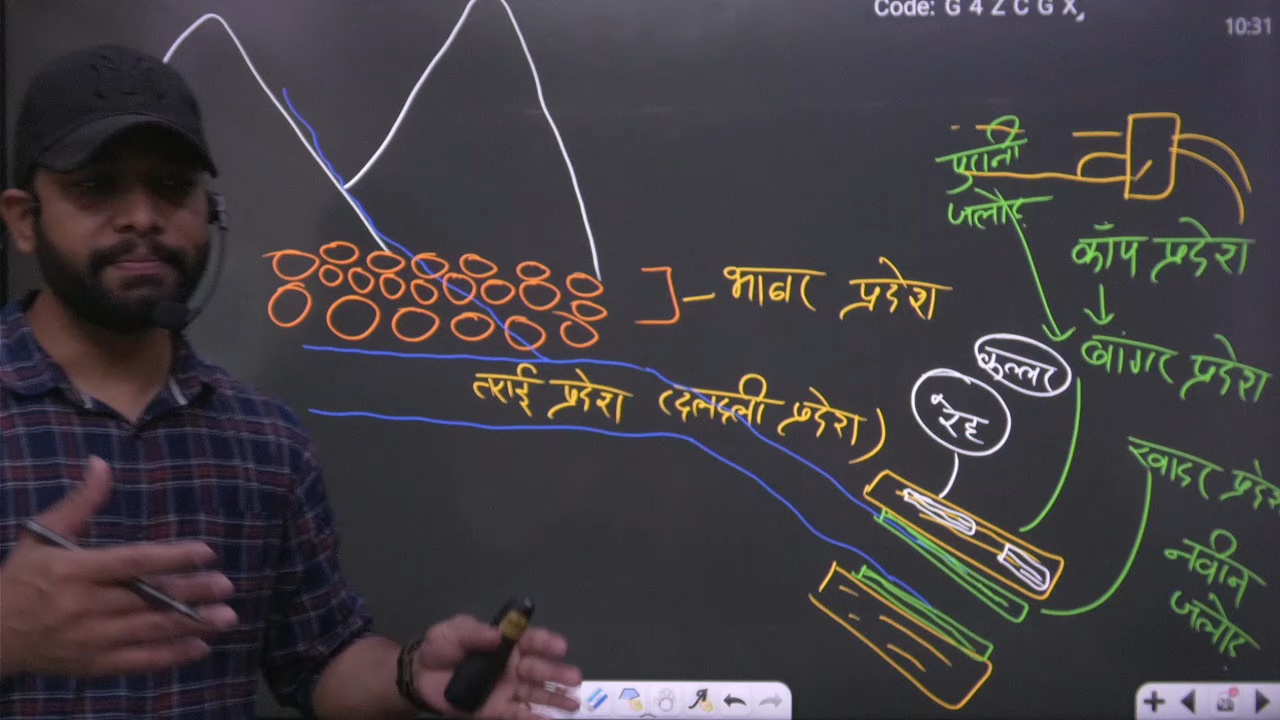 Code: G 4 Z C G X
10:31
पुरानी
जलौढ़
काँप प्रदेश
भाबर प्रदेश
बांगर प्रदेश
कल्लर
रेह
तराई प्रदेश (दलदली प्रदेश)
खादर प्रदेश
नवीन
जलोढ़